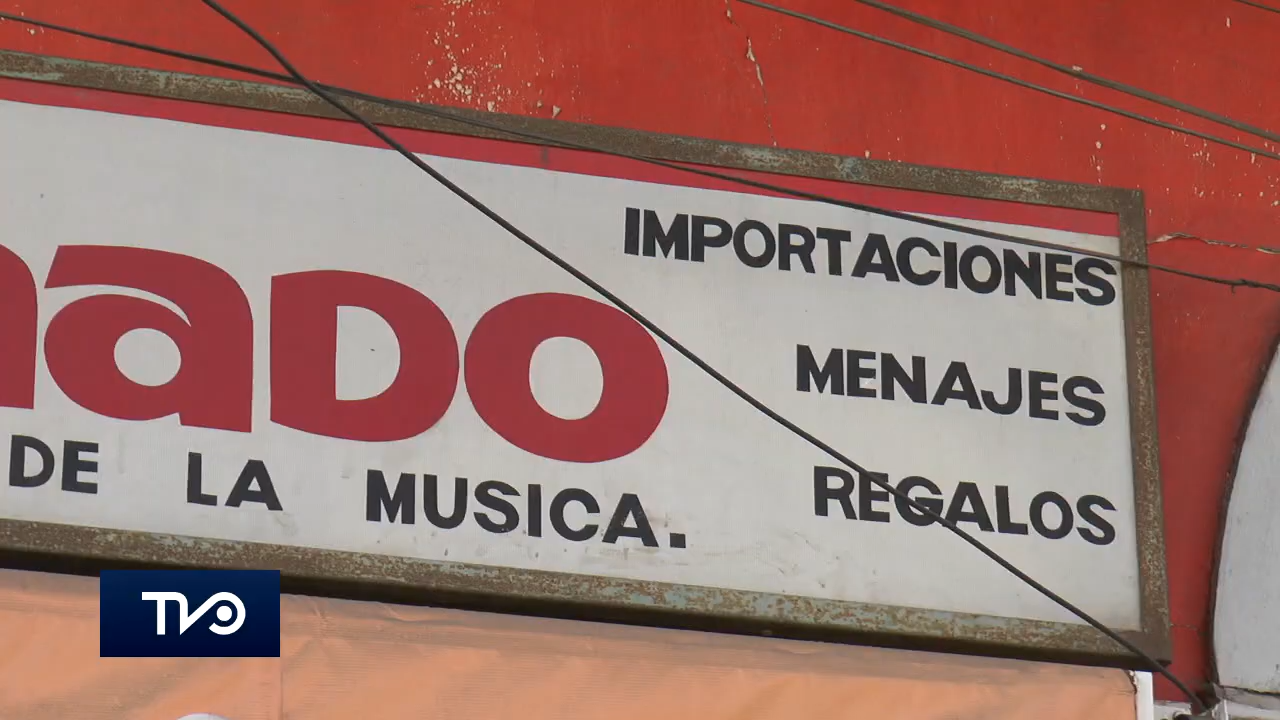 naDO
DE LA MUSICA.
IMPORTACIONES
MENAJES
REGALOS
TVO